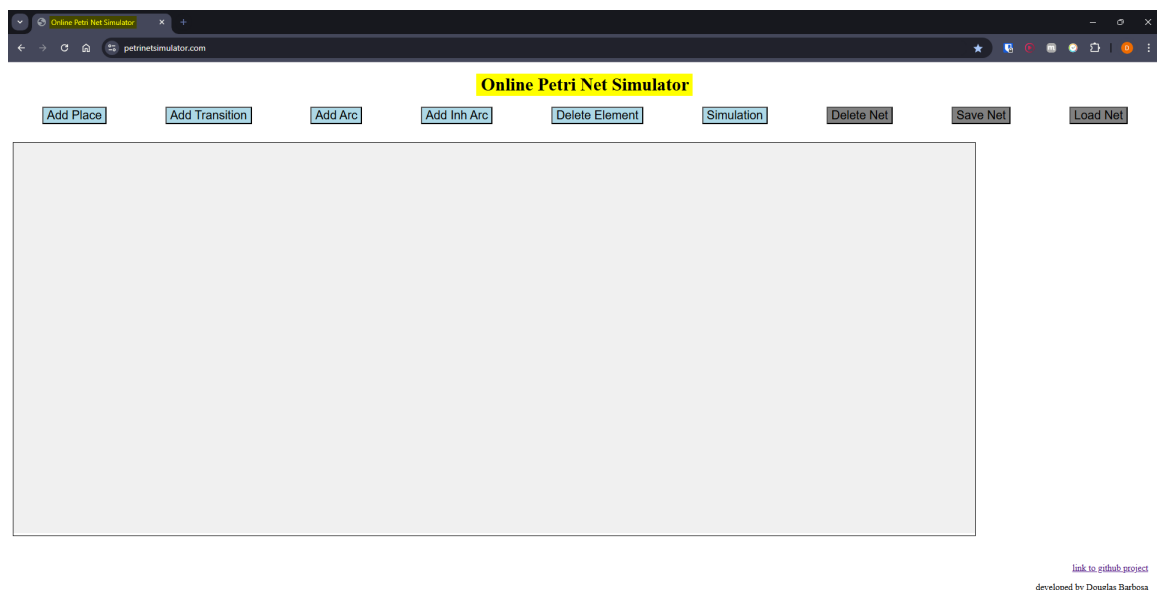 Online Petri Net Simulator
petrinetsimulator.com
Online Petri Net Simulator
Add Place Add Transition Add Arc Add Inh Arc Delete Element Simulation Delete Net Save Net Load Net
link to github project
developed by Douglas Barbosa